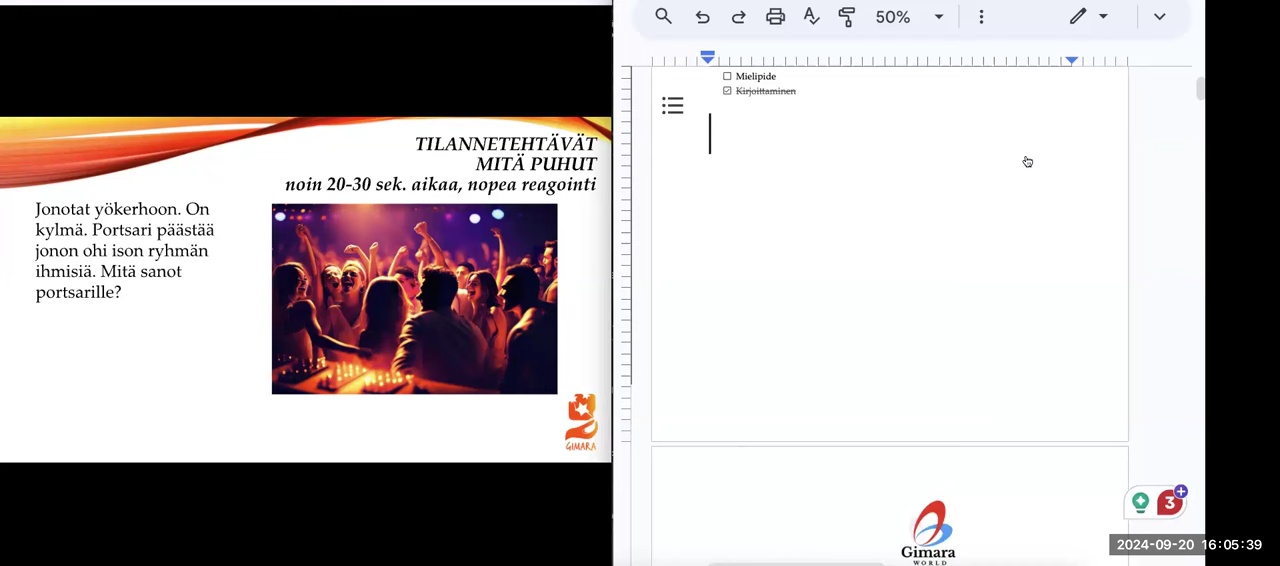 TILANNETEHTÄVÄT
MITÄ PUHUT
noin 20-30 sek. aikaa, nopea reagointi
Jonotat yökerhoon. On
kylmä. Portsari päästää
jonon ohi ison ryhmän
ihmisiä. Mitä sanot
portsarille?
GIMARA
50%
Mielipide
Kirjoittaminen
3
Gimara
WORLD
2024-09-20 16:05:39